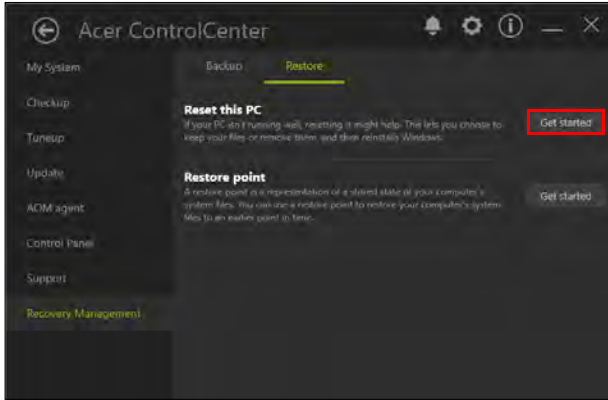 Acer ControlCenter
My System
Backup
Restore
Checkup
Reset this PC
If your PC isn't running well, resetting it might help. This lets you choose to
keep your files or remove them, and then reinstalls Windows.
Get started
Tuneup
Update
Restore point
A restore point is a representation of a stored state of your computer's
system files. You can use a restore point to restore your computer's system
files to an earlier point in time.
Get started
AOM agent
Control Panel
Support
Recovery Management